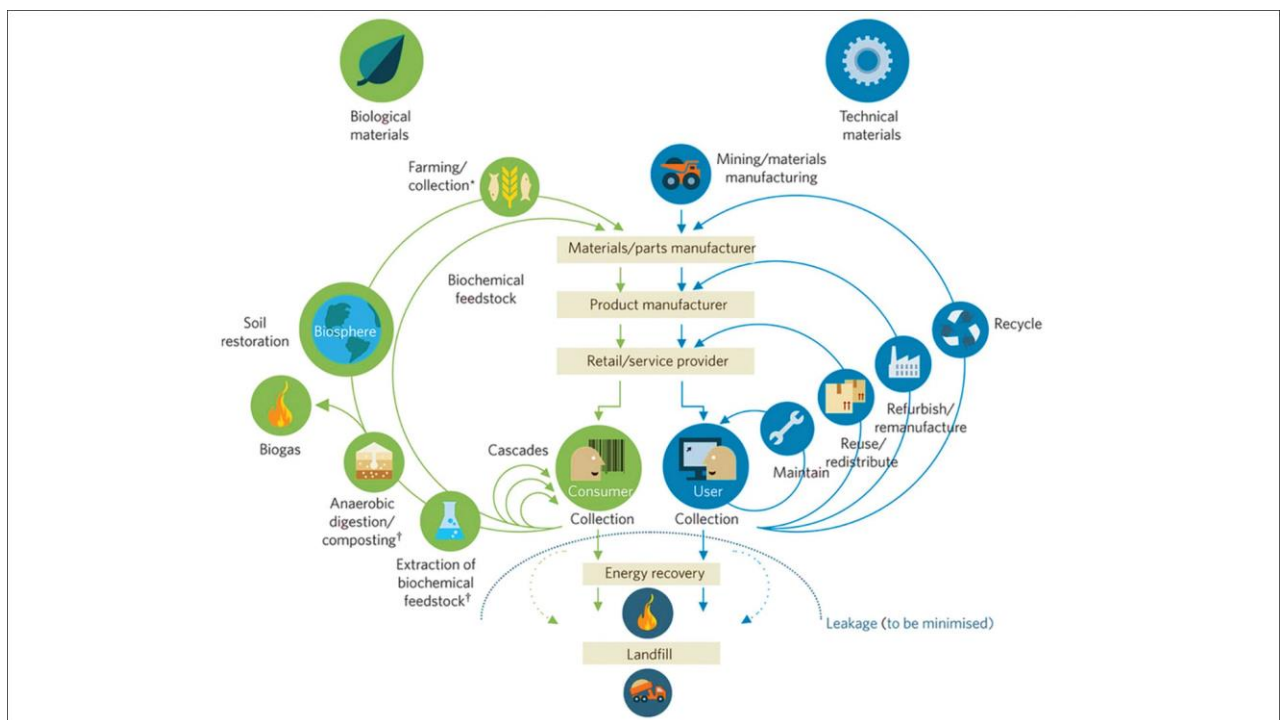 Biological
materials
Technical
materials
Farming/
collection*
Mining/materials
manufacturing
Materials/parts manufacturer
Biochemical
feedstock
Product manufacturer
Soil
restoration
Biosphere
Recycle
Retail/service provider
Refurbish/
remanufacture
Biogas
Cascades
Reuse/
redistribute
Maintain
Consumer
User
Anaerobic
digestion/
composting†
Collection
Collection
Extraction of
biochemical
feedstock†
Energy recovery
Leakage (to be minimised)
Landfill